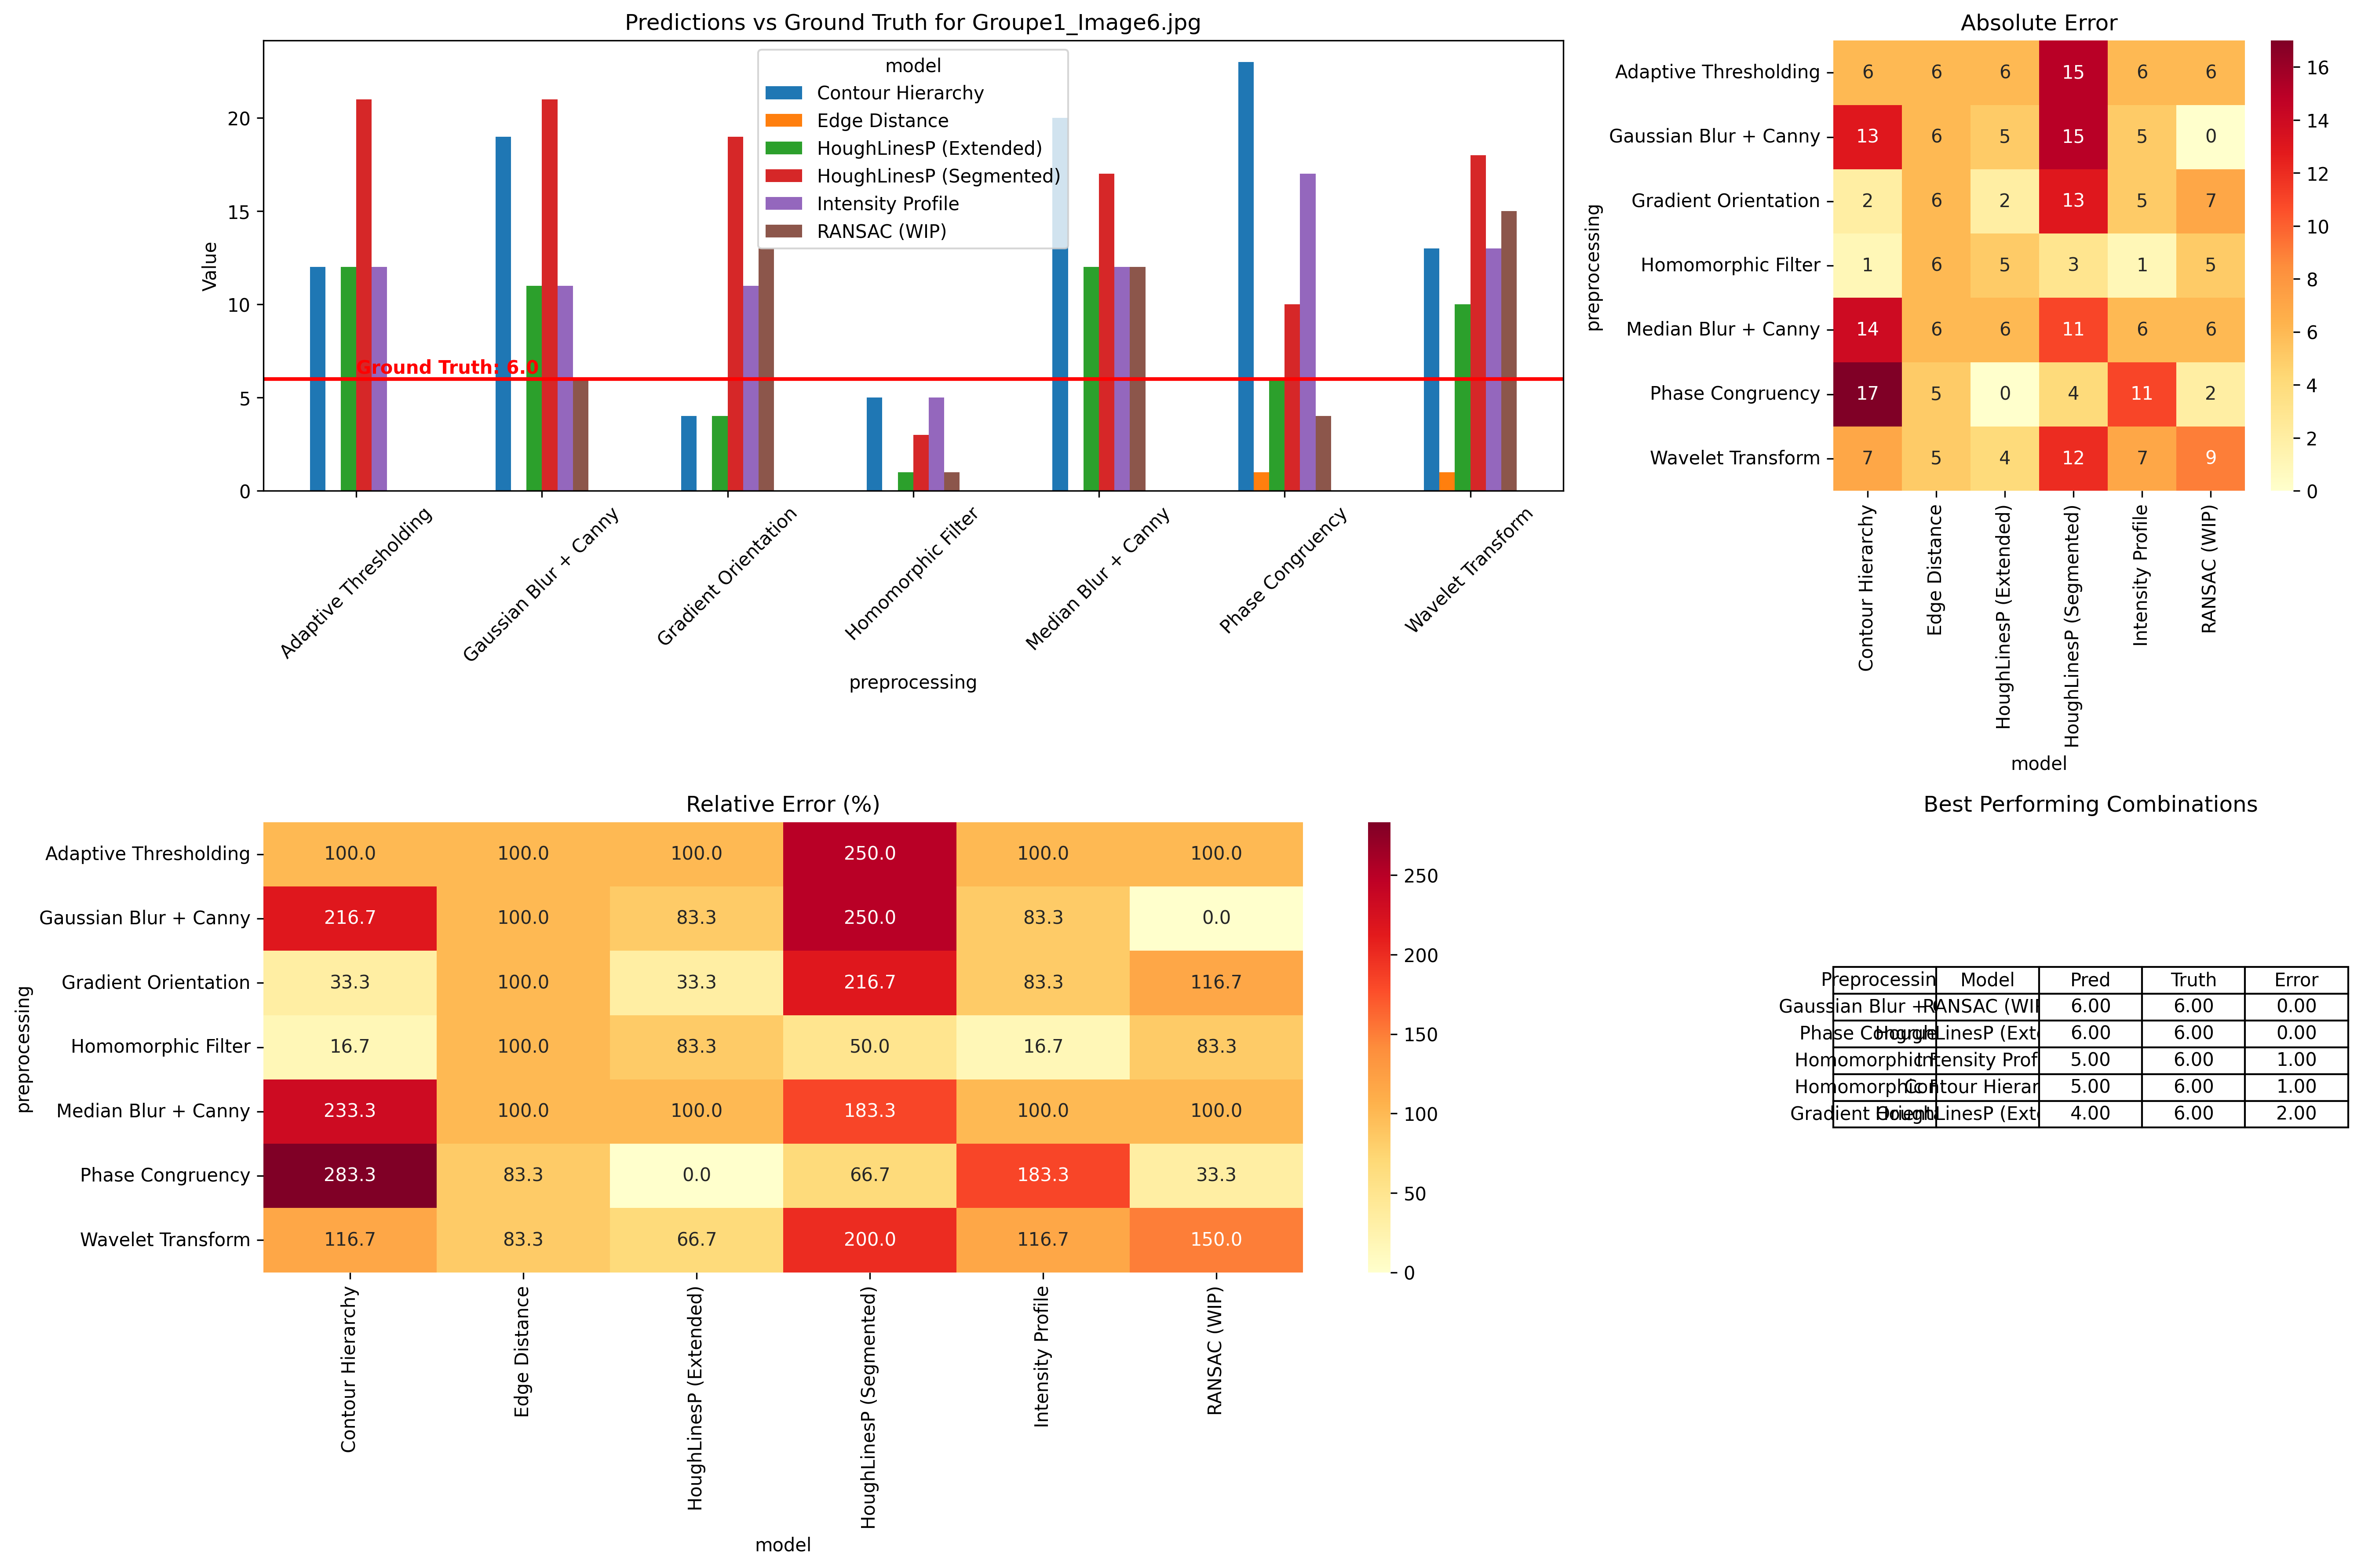 Predictions vs Ground Truth for Groupe1_Image6.jpg
Value
20
15
10
5
0
model
Contour Hierarchy
Edge Distance
HoughLinesP (Extended)
HoughLinesP (Segmented)
Intensity Profile
RANSAC (WIP)
Ground Truth: 6.0
Adaptive Thresholding
Gaussian Blur + Canny
Gradient Orientation
Homomorphic Filter
Median Blur + Canny
Phase Congruency
Wavelet Transform
preprocessing
Absolute Error
preprocessing
Adaptive Thresholding 6 6 6 15 6 6
Gaussian Blur + Canny 13 6 5 15 5 0
Gradient Orientation 2 6 2 13 5 7
Homomorphic Filter 1 6 5 3 1 5
Median Blur + Canny 14 6 6 11 6 6
Phase Congruency 17 5 0 4 11 2
Wavelet Transform 7 5 4 12 7 9
Contour Hierarchy
Edge Distance
HoughLinesP (Extended)
HoughLinesP (Segmented)
Intensity Profile
RANSAC (WIP)
model
16
14
12
10
8
6
4
2
0
Relative Error (%)
preprocessing
Adaptive Thresholding 100.0 100.0 100.0 250.0 100.0 100.0
Gaussian Blur + Canny 216.7 100.0 83.3 250.0 83.3 0.0
Gradient Orientation 33.3 100.0 33.3 216.7 83.3 116.7
Homomorphic Filter 16.7 100.0 83.3 50.0 16.7 83.3
Median Blur + Canny 233.3 100.0 100.0 183.3 100.0 100.0
Phase Congruency 283.3 83.3 0.0 66.7 183.3 33.3
Wavelet Transform 116.7 83.3 66.7 200.0 116.7 150.0
Contour Hierarchy
Edge Distance
HoughLinesP (Extended)
HoughLinesP (Segmented)
Intensity Profile
RANSAC (WIP)
model
250
200
150
100
50
0
Best Performing Combinations
Preprocessin Model Pred Truth Error
Gaussian Blur + RANSAC (WIP 6.00 6.00 0.00
Phase 6.00 6.00 0.00
Homomorphic Intensity Prof 5.00 6.00 1.00
Homomorphic Contour Hierar 5.00 6.00 1.00
Gradient 4.00 6.00 2.00